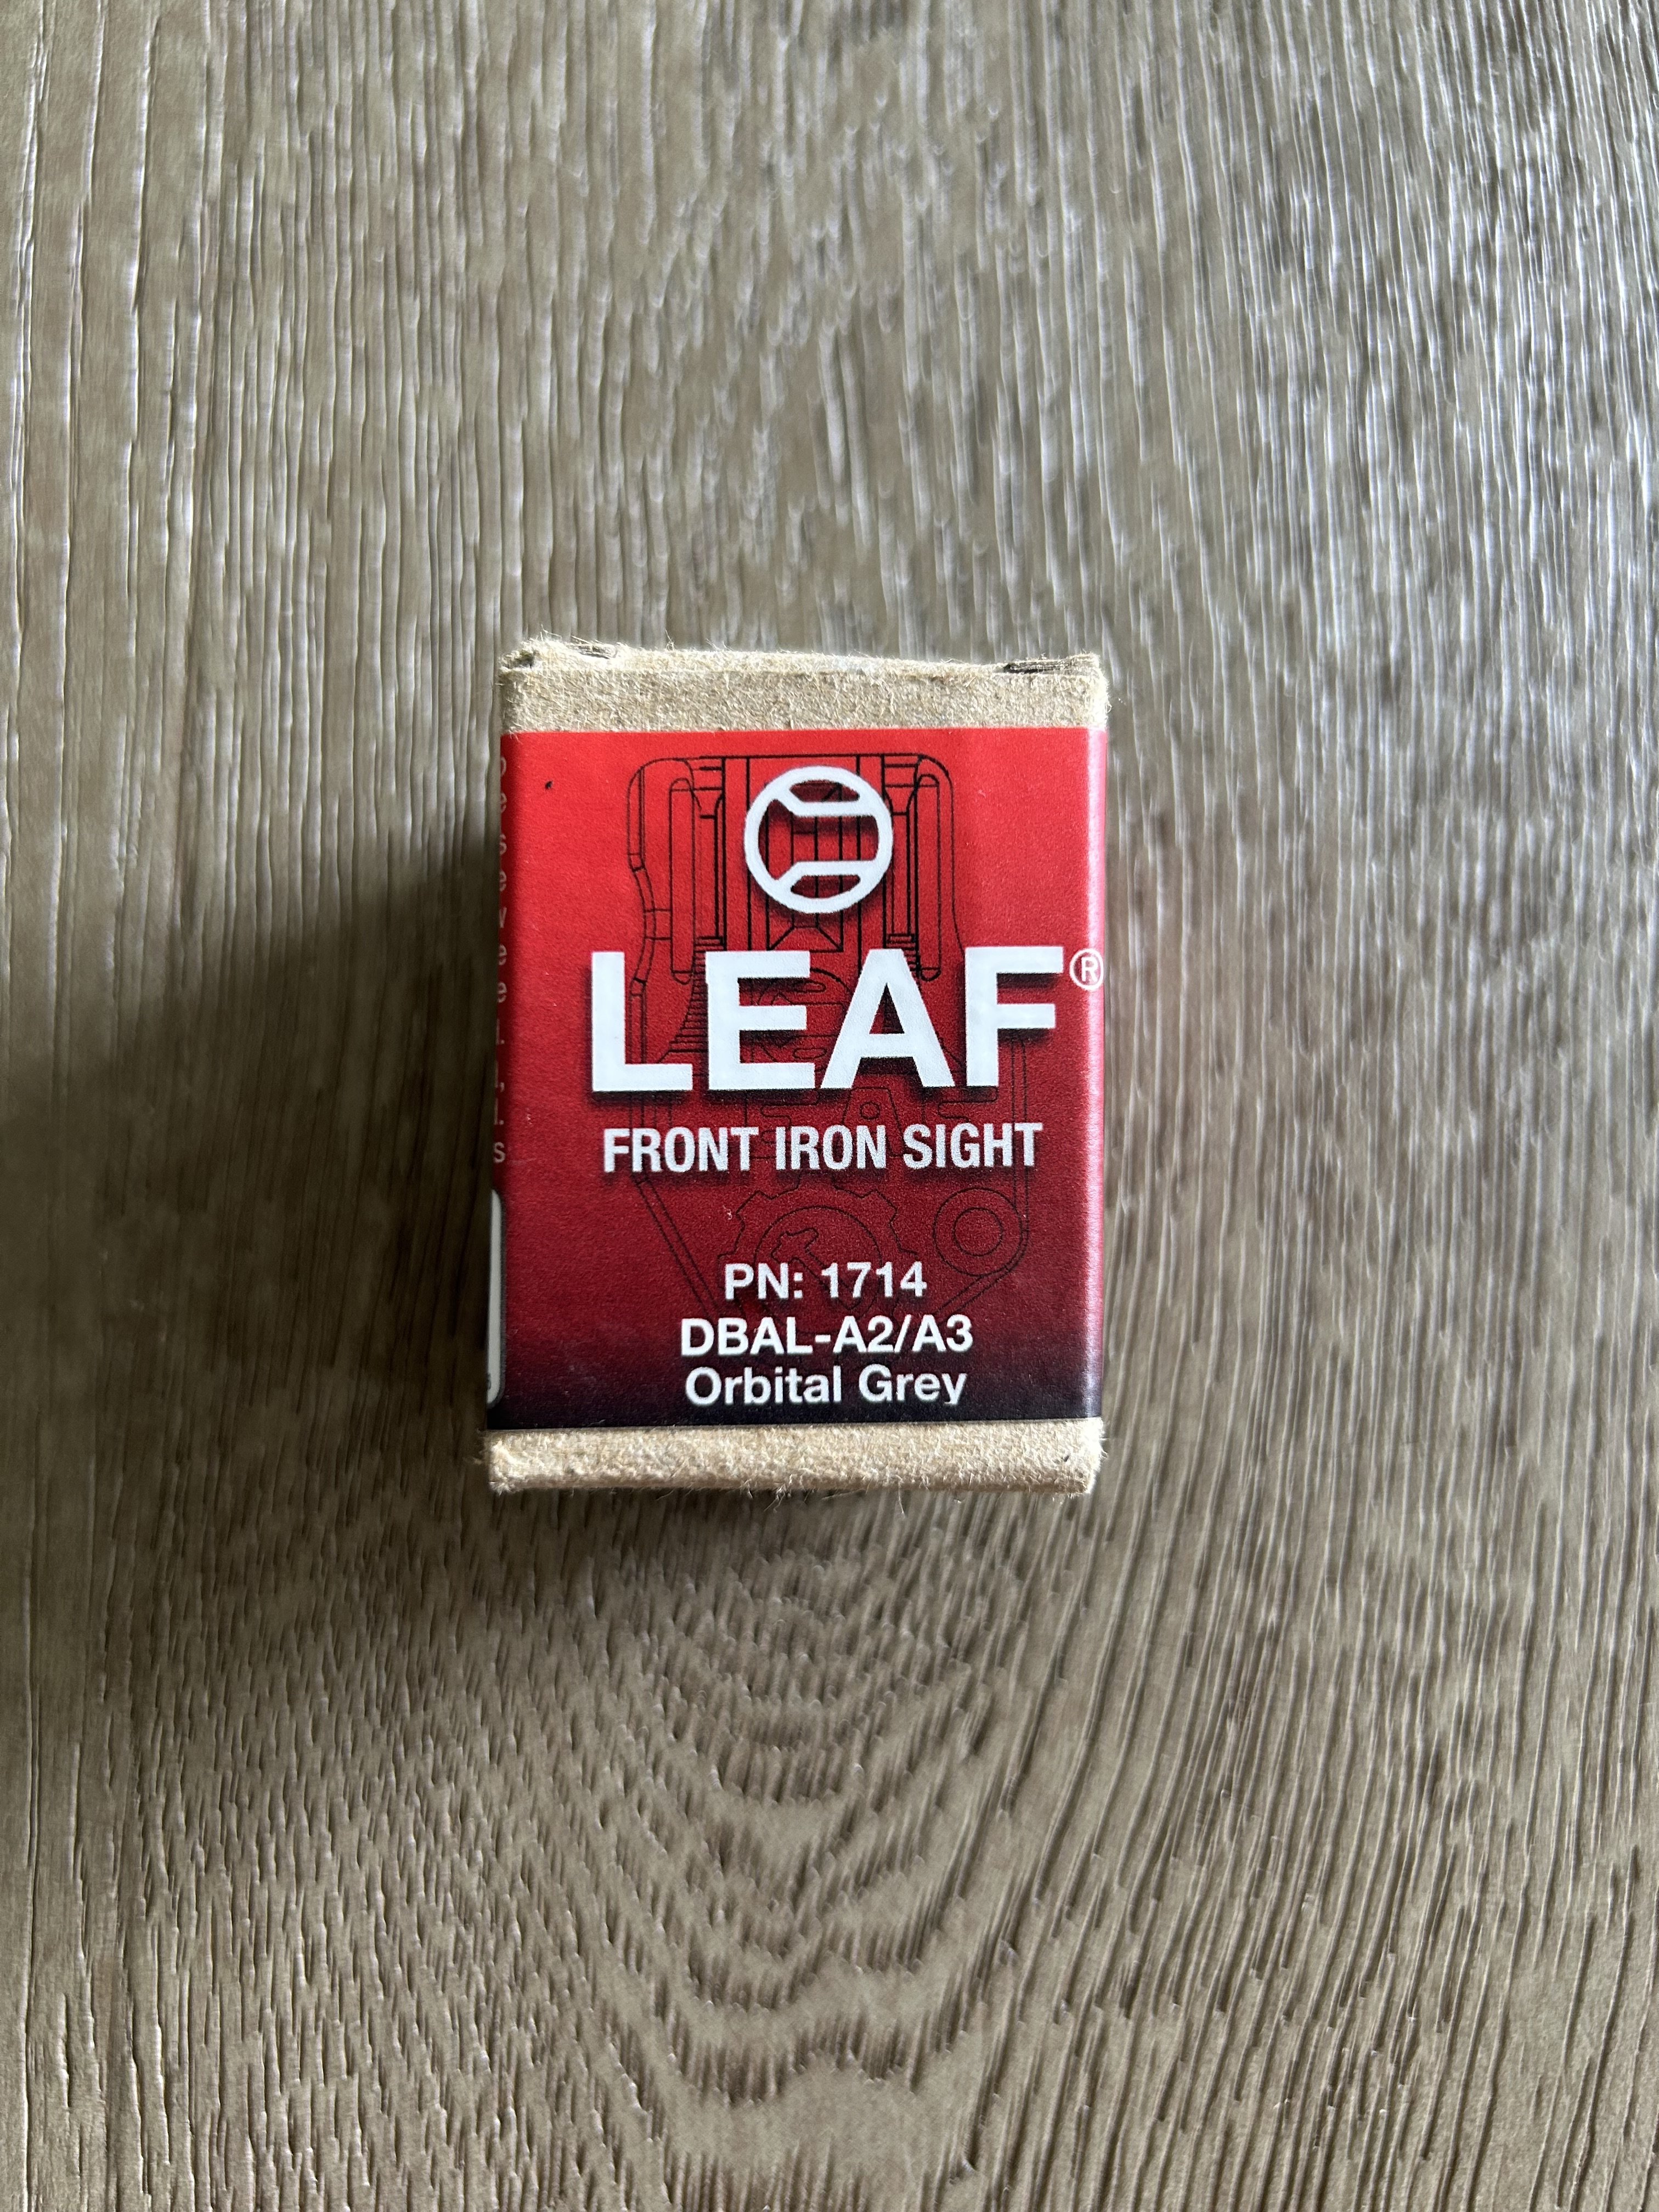 LEAF®
FRONT IRON SIGHT
PN: 1714
DBAL-A2/A3
Orbital Grey